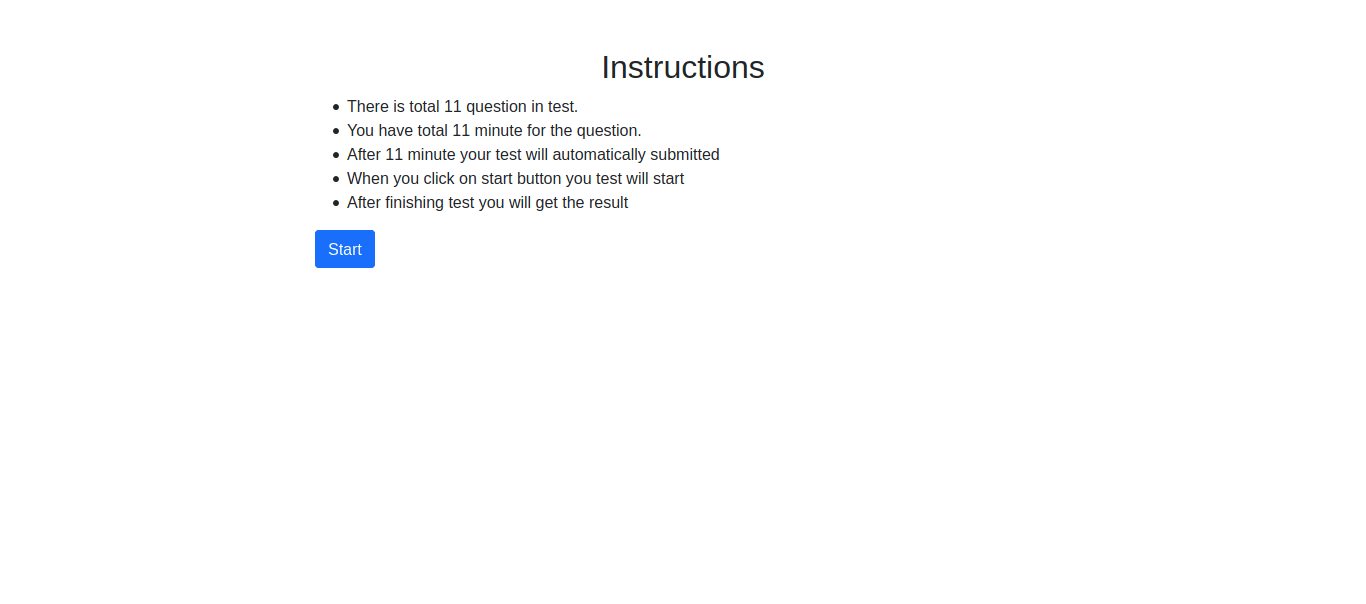 Instructions
There is total 11 question in test.
You have total 11 minute for the question.
After 11 minute your test will automatically submitted
When you click on start button you test will start
After finishing test you will get the result
Start